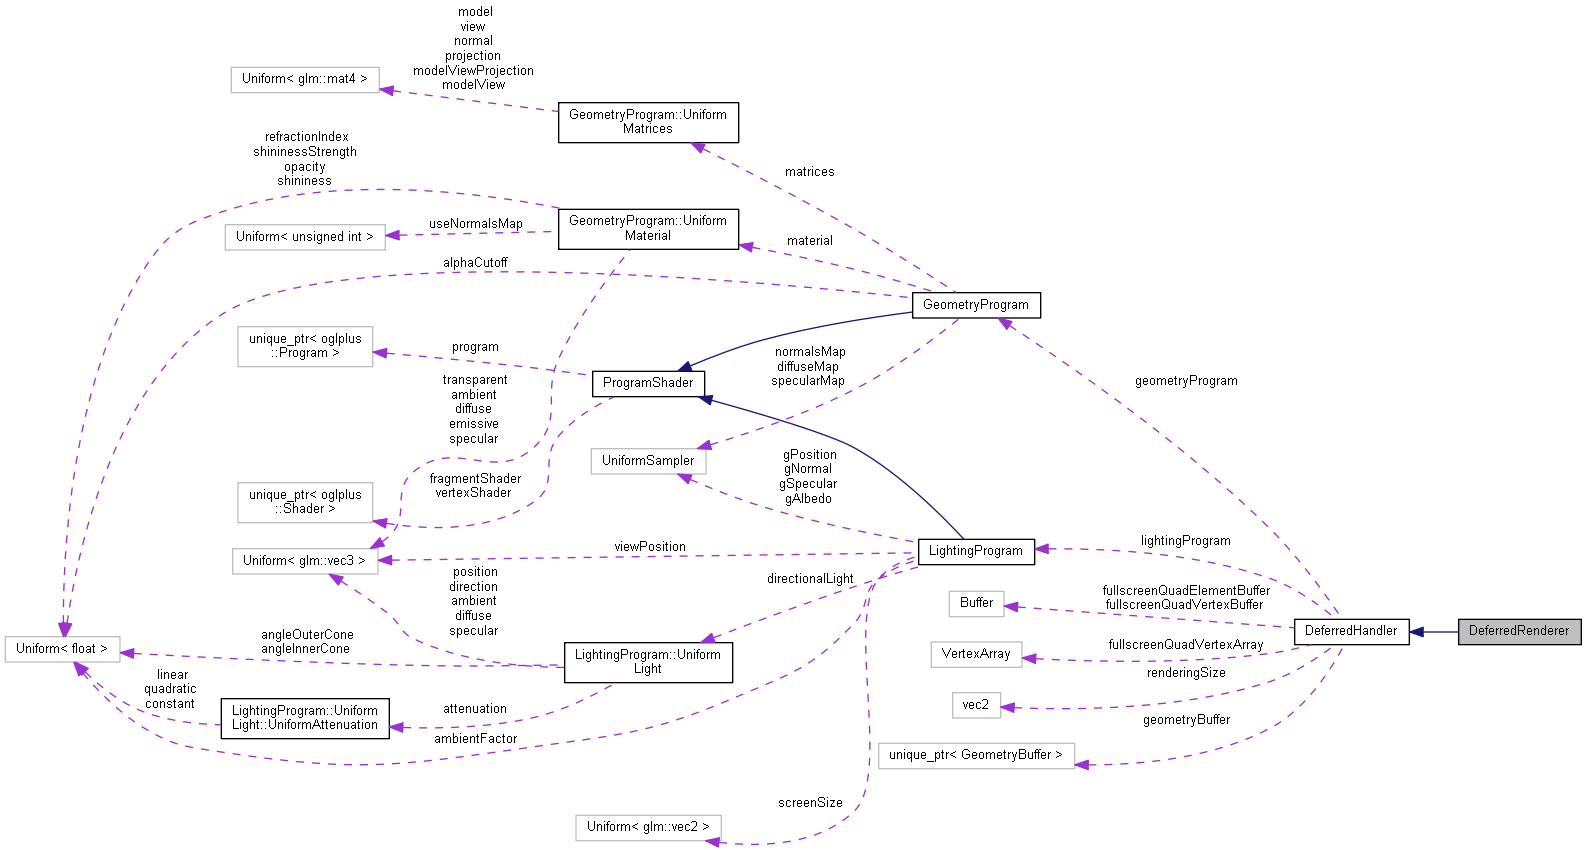 model
view
normal
projection
modelViewProjection
modelView
Uniform< glm::mat4 >
GeometryProgram::Uniform
Matrices
refractionIndex
shininessStrength
opacity
shininess
matrices
GeometryProgram::Uniform
Material
useNormalsMap
Uniform< unsigned int >
material
alphaCutoff
GeometryProgram
unique_ptr< oglplus
::Program >
program
normalsMap
diffuseMap
specularMap
ProgramShader
geometryProgram
transparent
ambient
diffuse
emissive
specular
UniformSampler
gPosition
gNormal
gSpecular
gAlbedo
fragmentShader
vertexShader
unique_ptr< oglplus
::Shader >
Uniform< glm::vec3 >
viewPosition
LightingProgram
lightingProgram
position
direction
ambient
diffuse
specular
directionalLight
Buffer
fullscreenQuadElementBuffer
fullscreenQuadVertexBuffer
DeferredHandler
DeferredRenderer
Uniform< float >
angleOuterCone
angleInnerCone
LightingProgram::Uniform
Light
VertexArray
fullscreenQuadVertexArray
renderingSize
linear
quadratic
constant
LightingProgram::Uniform
Light::UniformAttenuation
attenuation
vec2
geometryBuffer
ambientFactor
unique_ptr< GeometryBuffer >
screenSize
Uniform< glm::vec2 >